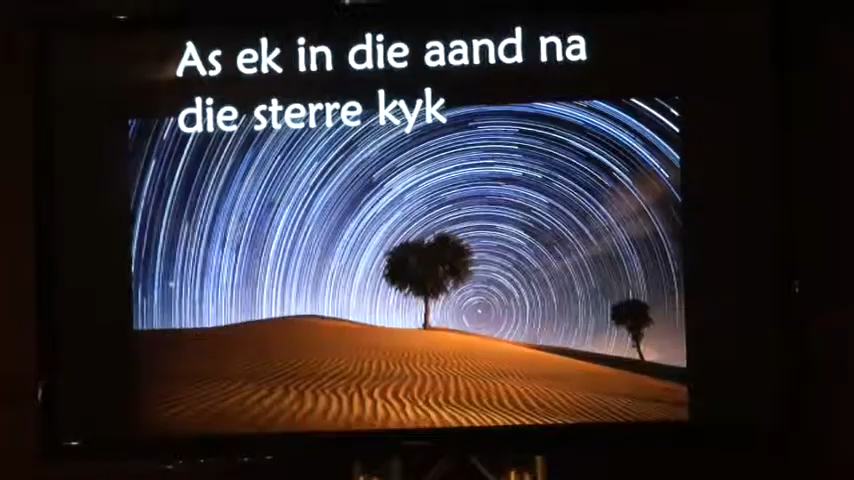 As ek in die aand na
die sterre kyk